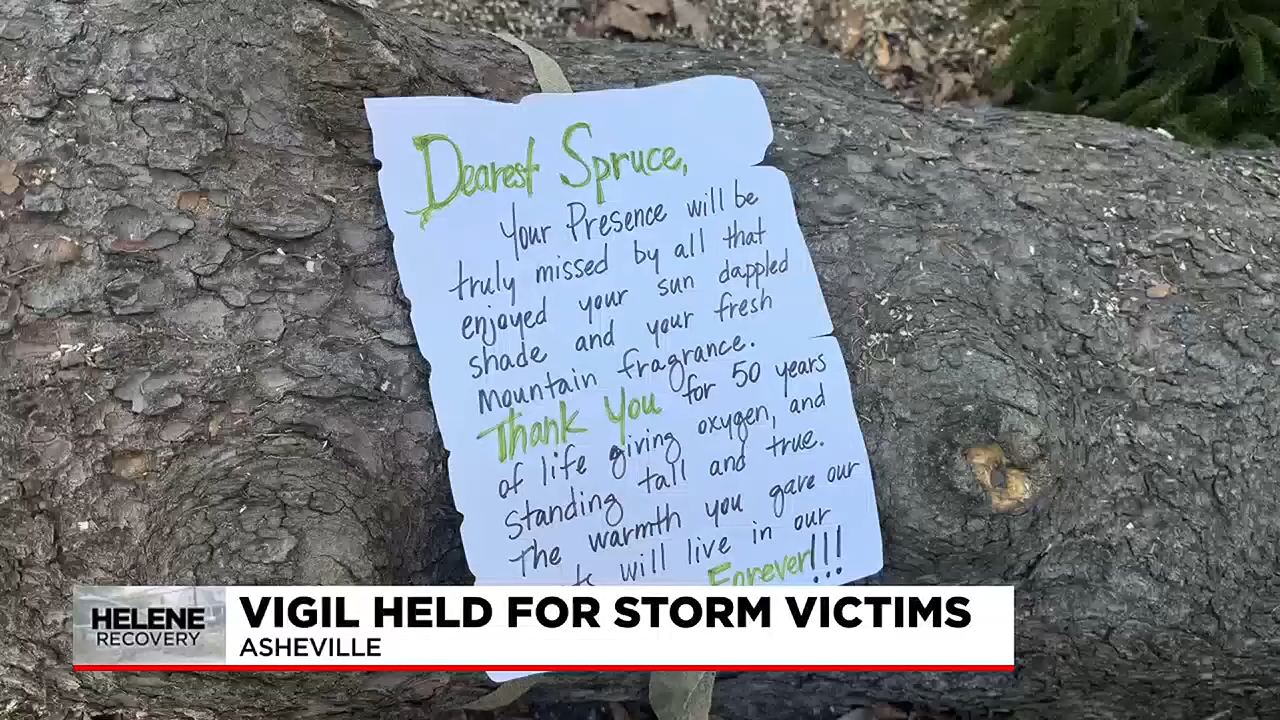 Dearest Spruce,
Your Presence will be
truly missed by all that
enjoyed your sun dappled
shade and your fresh
mountain fragrance.
Thank You for 50 years
of life giving oxygen, and
standing tall and true.
The warmth you gave our
will live in our
Forever!!!
HELENE
RECOVERY
VIGIL HELD FOR STORM VICTIMS
ASHEVILLE